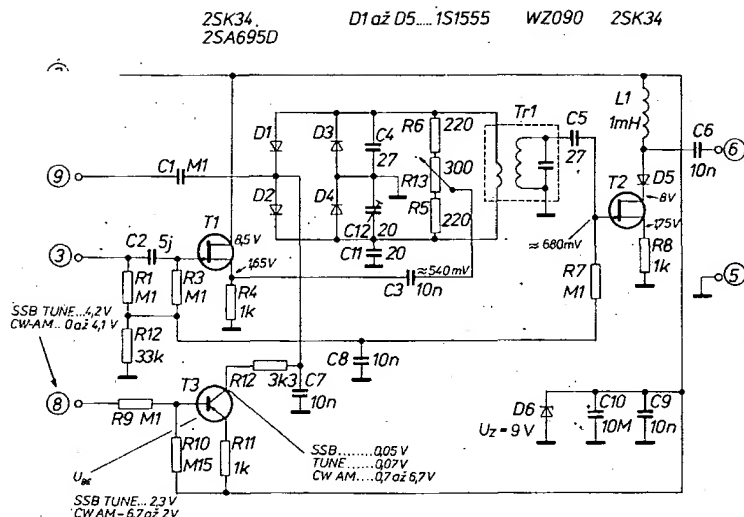 2SK34 D1 až D5..... 1S1555 WZ090 2SK34
2SA695D
L1
1mH
Tr1
C5
27
C6
10n
6
R6
220
D1
D3
C4
27
9
C1
M1
300
R13
D2
D4
R5
220
C12
20
C11
20
T2
D5
8V
1,75V
≈680mV
R8
1k
T1
8,5V
1,65V
3
C2
5j
R1
M1
R3
M1
R4
1k
C3
≈540mV
10n
R7
M1
5
SSB TUNE...4,2V
CW-AM...0 až 4,1V
R12
33k
C8
10n
8
R9
M1
T3
R12
3k3
C7
10n
R10
M15
R11
1k
D6
UZ = 9V
C10
10M
C9
10n
SSB.........0,05V
TUNE........0,07V
CW AM....0,7 až 6,7V
UBE
SSB TUNE...2,3V
CW AM - 6,7 až 2V